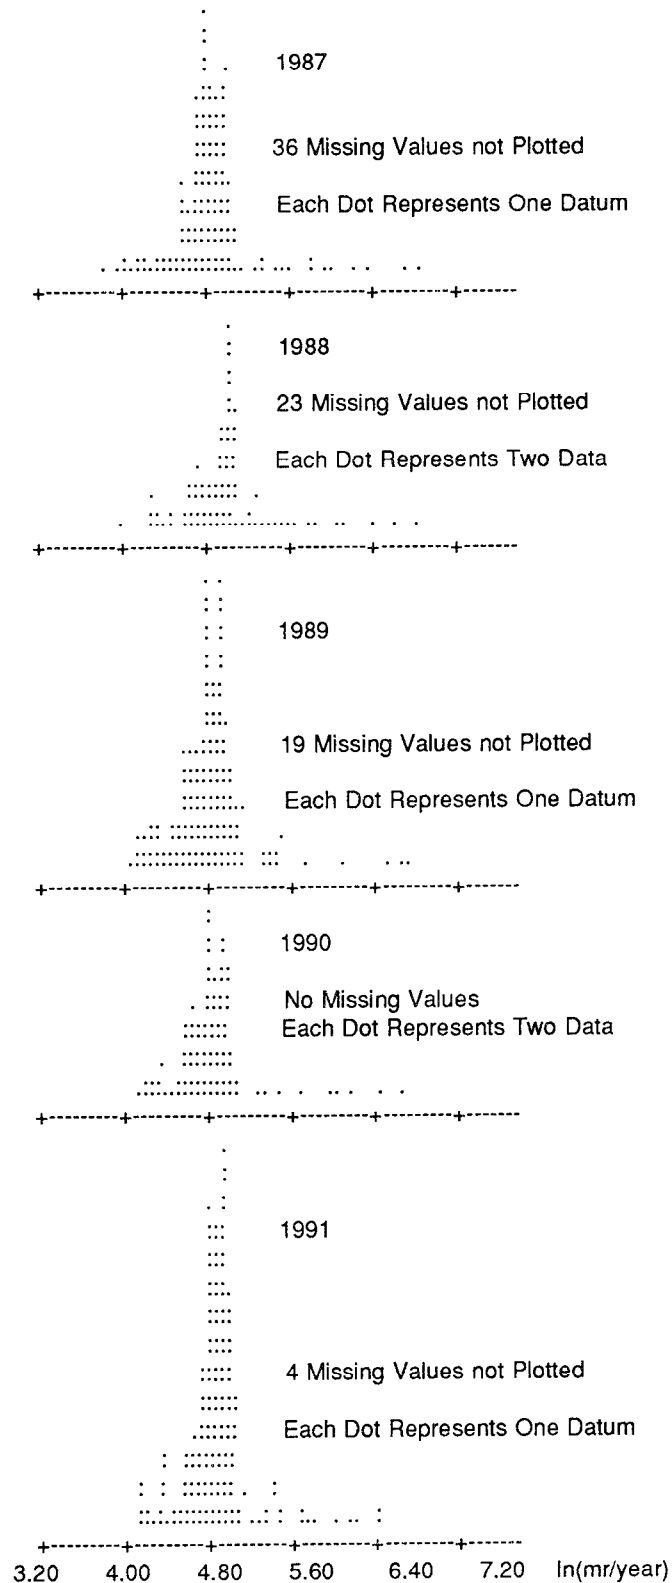 1987
36 Missing Values not Plotted
Each Dot Represents One Datum
1988
23 Missing Values not Plotted
Each Dot Represents Two Data
1989
19 Missing Values not Plotted
Each Dot Represents One Datum
1990
No Missing Values
Each Dot Represents Two Data
1991
4 Missing Values not Plotted
Each Dot Represents One Datum
3.20 4.00 4.80 5.60 6.40 7.20 ln(mr/year)